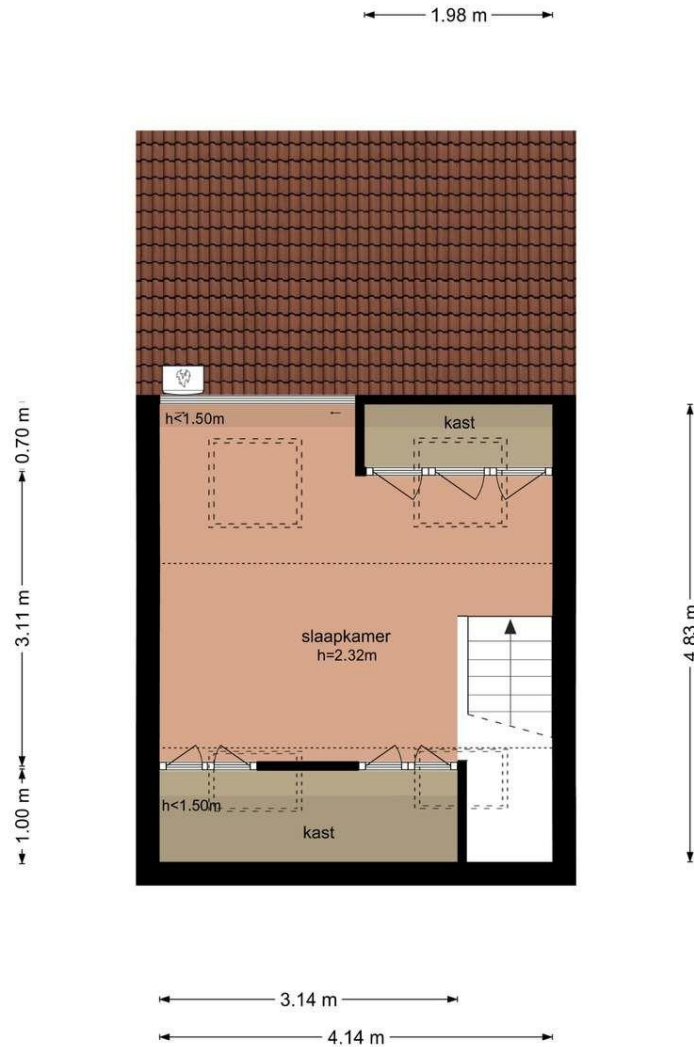 1.98 m
0.70 m
h<1.50m
kast
3.11 m
4.83 m
slaapkamer
h=2.32m
1.00 m
h<1.50m
kast
3.14 m
4.14 m